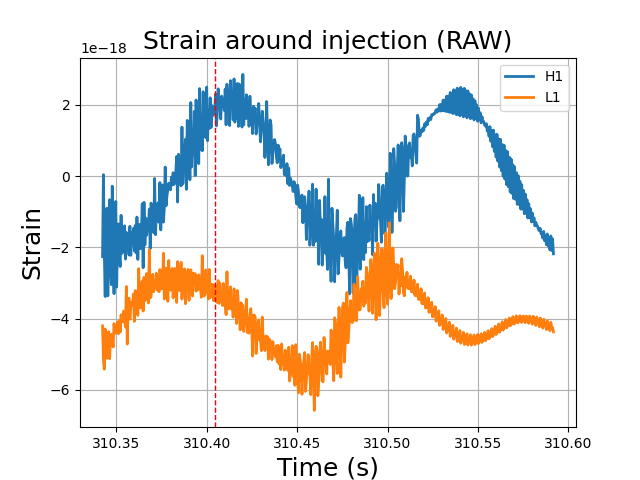 Strain around injection (RAW)
1e−18
H1
L1
2
0
−2
−4
−6
Strain
310.35 310.40 310.45 310.50 310.55 310.60
Time (s)